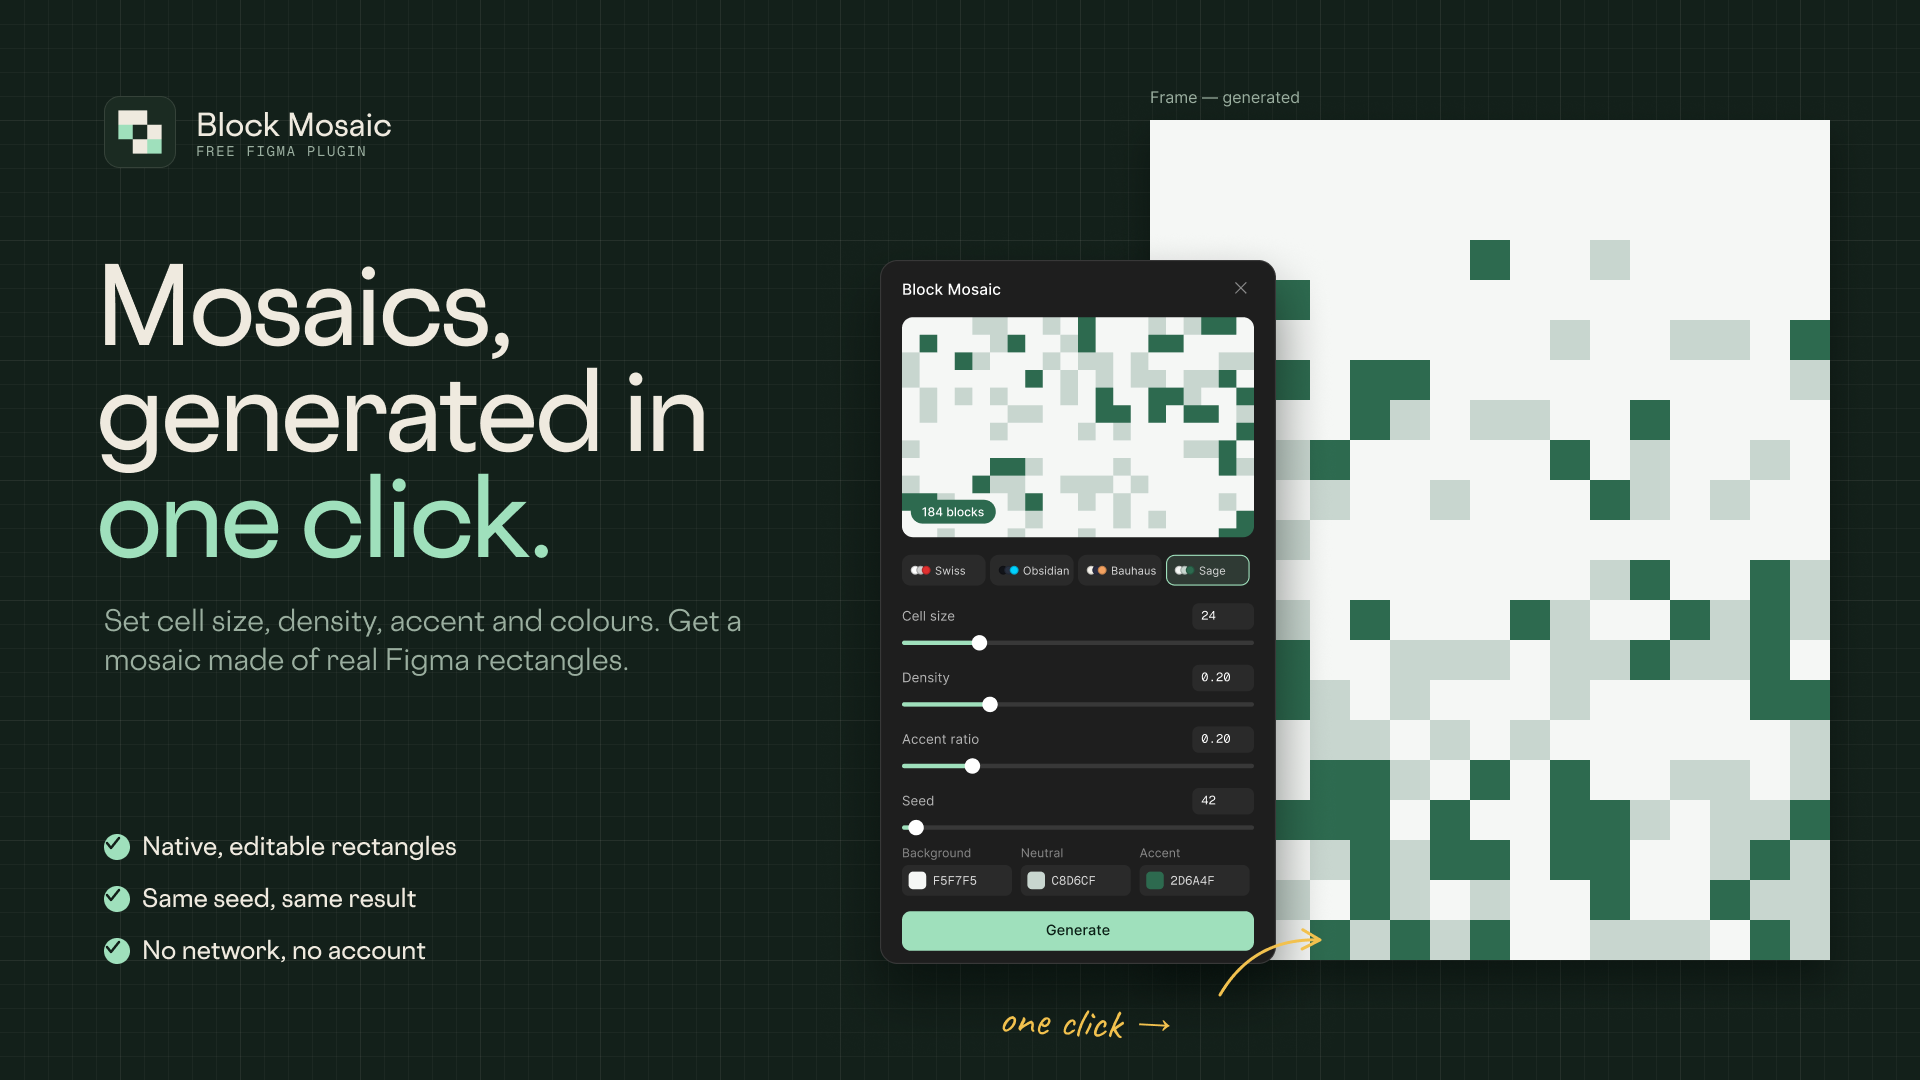 Block Mosaic
FREE FIGMA PLUGIN
Mosaics,
generated in
one click.
Set cell size, density, accent and colours. Get a
mosaic made of real Figma rectangles.
Native, editable rectangles
Same seed, same result
No network, no account
Frame — generated
Block Mosaic
184 blocks
Swiss Obsidian Bauhaus Sage
Cell size 24
Density 0.20
Accent ratio 0.20
Seed 42
Background Neutral Accent
F5F7F5 C8D6CF 2D6A4F
Generate
one click →